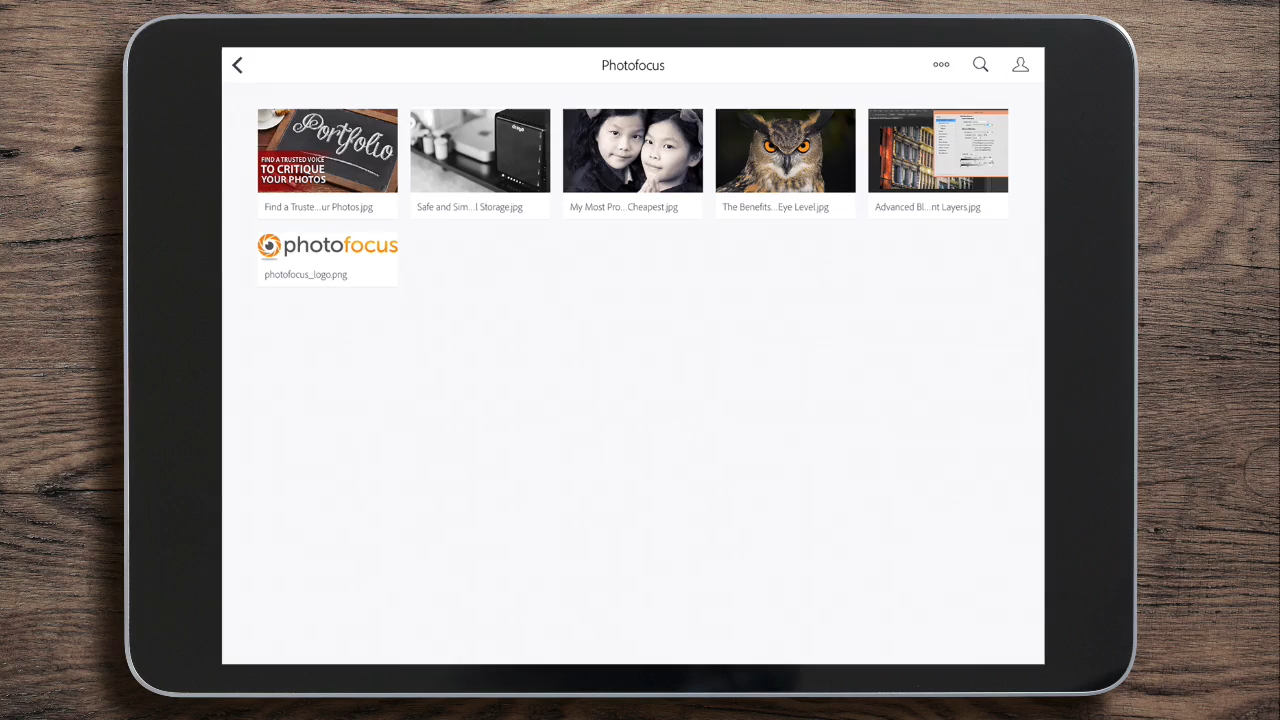 Photofocus
Portfolio
FIND A TRUSTED VOICE
TO CRITIQUE
YOUR PHOTOS
drobo
Find a Truste...ur Photos.jpg
Safe and Sim...l Storage.jpg
My Most Pro...Cheapest.jpg
The Benefits...Eye Level.jpg
Advanced Bl...nt Layers.jpg
photofocus
photofocus_logo.png